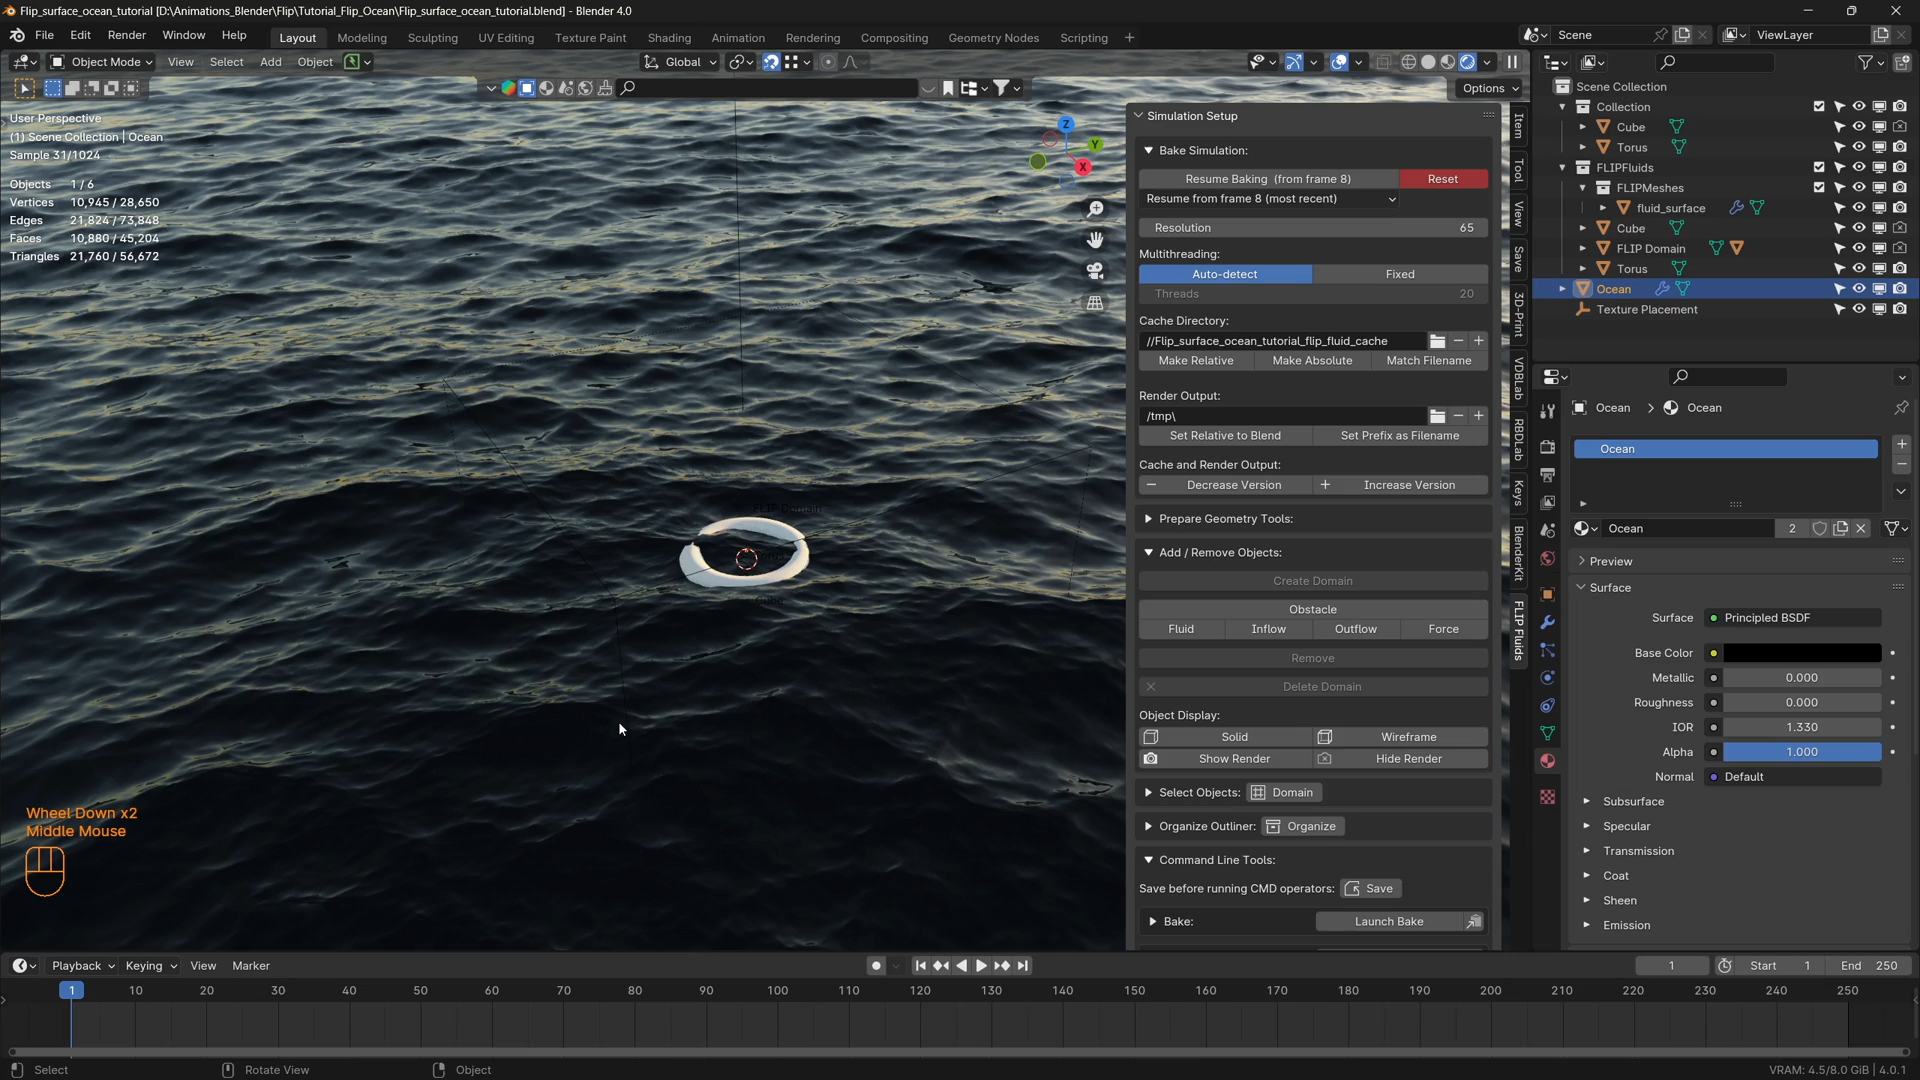 Flip_surface_ocean_tutorial [D:\Animations_Blender\Flip\Tutorial_Flip_Ocean\Flip_surface_ocean_tutorial.blend] - Blender 4.0
File Edit Render Window Help Layout Modeling Sculpting UV Editing Texture Paint Shading Animation Rendering Compositing Geometry Nodes Scripting + Scene ViewLayer
Object Mode View Select Add Object Global
Options
User Perspective
(1) Scene Collection | Ocean
Sample 31/1024
Objects 1/6
Vertices 10,945 / 28,650
Edges 21,824 / 73,848
Faces 10,880 / 45,204
Triangles 21,760 / 56,672
Z
Y
X
FLIP Domain
Wheel Down x2
Middle Mouse
Simulation Setup
Bake Simulation:
Resume Baking (from frame 8) Reset
Resume from frame 8 (most recent)
Resolution 65
Multithreading:
Auto-detect Fixed
Threads 20
Cache Directory:
//Flip_surface_ocean_tutorial_flip_fluid_cache
Make Relative Make Absolute Match Filename
Render Output:
/tmp\
Set Relative to Blend Set Prefix as Filename
Cache and Render Output:
Decrease Version Increase Version
Prepare Geometry Tools:
Add / Remove Objects:
Create Domain
Obstacle
Fluid Inflow Outflow Force
Remove
Delete Domain
Object Display:
Solid Wireframe
Show Render Hide Render
Select Objects: Domain
Organize Outliner: Organize
Command Line Tools:
Save before running CMD operators: Save
Bake: Launch Bake
Item
Tool
View
Save
3D-Print
VDBLab
RBDLab
Keys
BlenderKit
FLIP Fluids
Scene Collection
Collection
Cube
Torus
FLIPFluids
FLIPMeshes
fluid_surface
Cube
FLIP Domain
Torus
Ocean
Texture Placement
Ocean > Ocean
Ocean
Ocean 2
Preview
Surface
Surface Principled BSDF
Base Color
Metallic 0.000
Roughness 0.000
IOR 1.330
Alpha 1.000
Normal Default
Subsurface
Specular
Transmission
Coat
Sheen
Emission
Playback Keying View Marker 1 Start 1 End 250
1 10 20 30 40 50 60 70 80 90 100 110 120 130 140 150 160 170 180 190 200 210 220 230 240 250
Select Rotate View Object VRAM: 4.5/8.0 GiB | 4.0.1